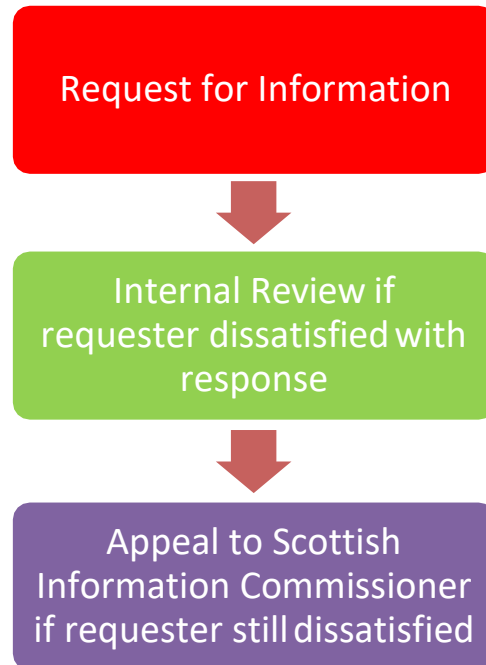 Request for Information
Internal Review if
requester dissatisfied with
response
Appeal to Scottish
Information Commissioner
if requester still dissatisfied